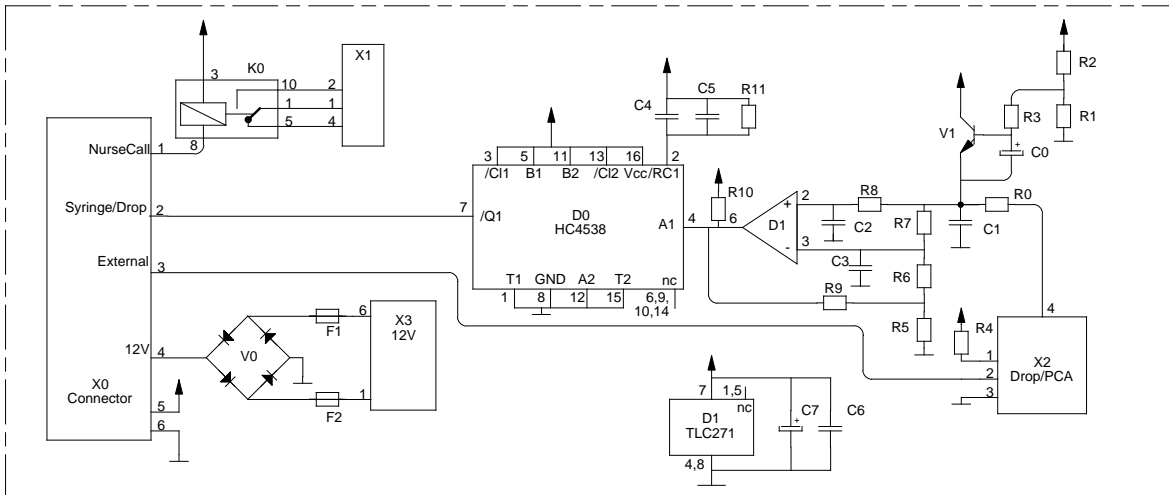 X1
K0
3
10
1
5
2
1
4
8
NurseCall
1
Syringe/Drop
2
External
3
12V
4
X0
Connector
5
6
V0
F1
F2
6
X3
12V
1
C4
C5
R11
3
5
11
13
16
2
/Cl1
B1
B2
/Cl2
Vcc/RC1
7
/Q1
D0
HC4538
A1
4
R10
6
T1
GND
A2
T2
nc
1
8
12
15
6,9,
10,14
+
-
D1
2
3
R8
C2
C3
R7
R6
R9
R5
C1
R0
V1
R2
R3
R1
+
C0
R4
4
1
2
3
X2
Drop/PCA
7
1,5
nc
D1
TLC271
4,8
+
C7
C6